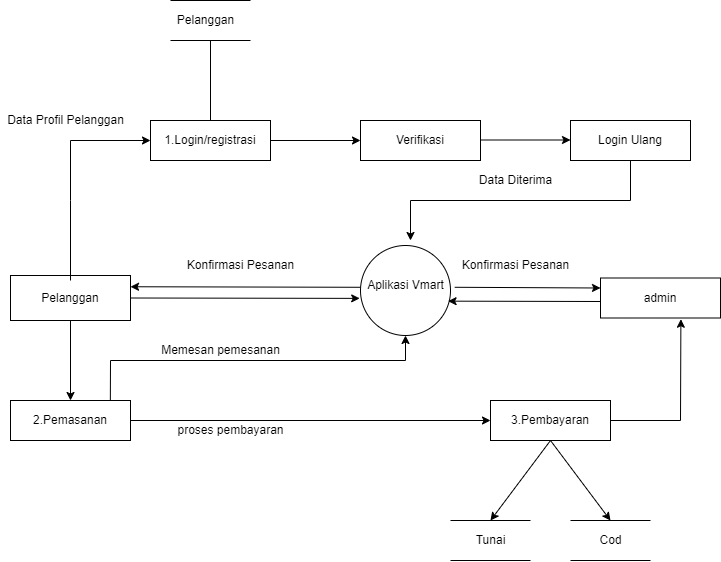 Pelanggan
Data Profil Pelanggan
1.Login/registrasi
Verifikasi
Login Ulang
Data Diterima
Konfirmasi Pesanan
Konfirmasi Pesanan
Pelanggan
Aplikasi Vmart
admin
Memesan pemesanan
2.Pemasanan
proses pembayaran
3.Pembayaran
Tunai
Cod